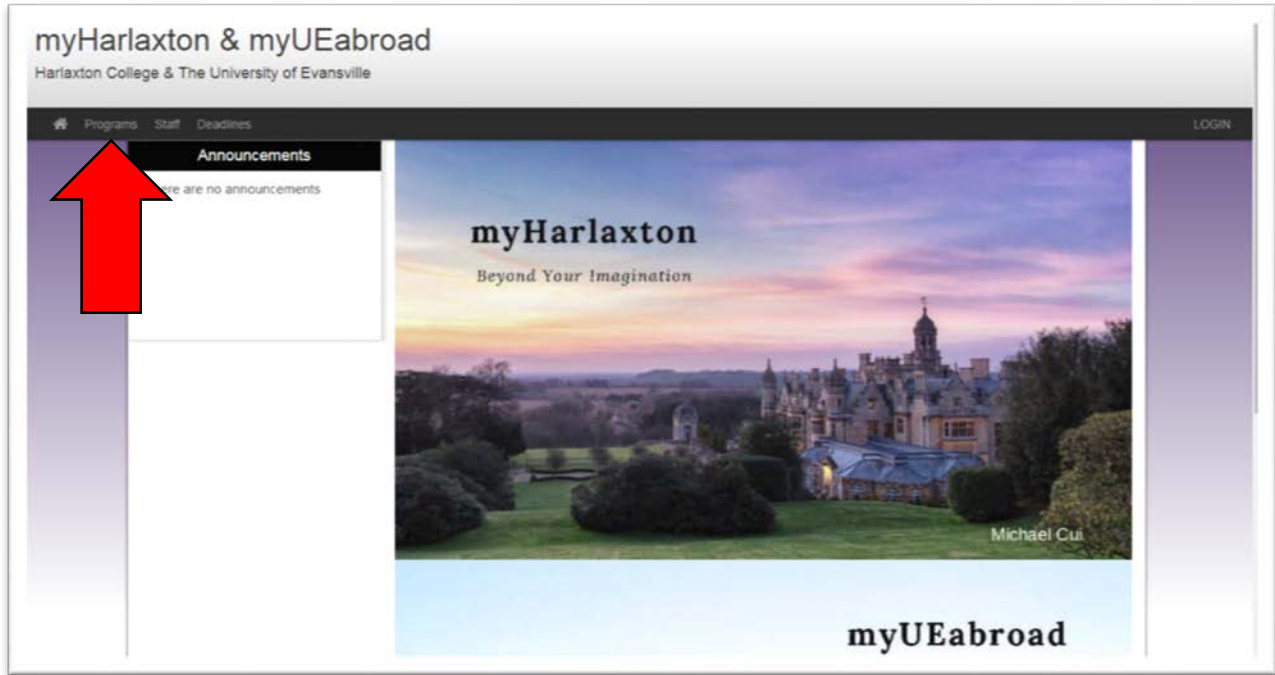 myHarlaxton & myUEabroad
Harlaxton College & The University of Evansville
Programs Staff Deadlines LOGIN
Announcements
ere are no announcements
myHarlaxton
Beyond Your Imagination
Michael Cui
myUEabroad